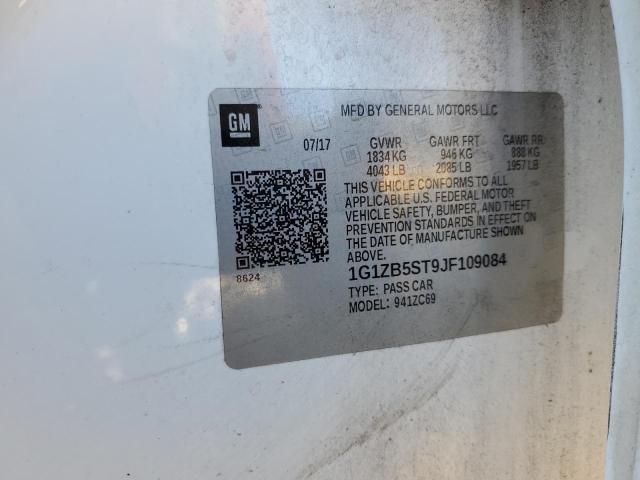 GM
MFD BY GENERAL MOTORS LLC
07/17
GVWR GAWR FRT GAWR RR
1834 KG 946 KG 888 KG
4043 LB 2085 LB 1957 LB
THIS VEHICLE CONFORMS TO ALL
APPLICABLE U.S. FEDERAL MOTOR
VEHICLE SAFETY, BUMPER, AND THEFT
PREVENTION STANDARDS IN EFFECT ON
THE DATE OF MANUFACTURE SHOWN
ABOVE.
8624
1G1ZB5ST9JF109084
TYPE: PASS CAR
MODEL: 941ZC69